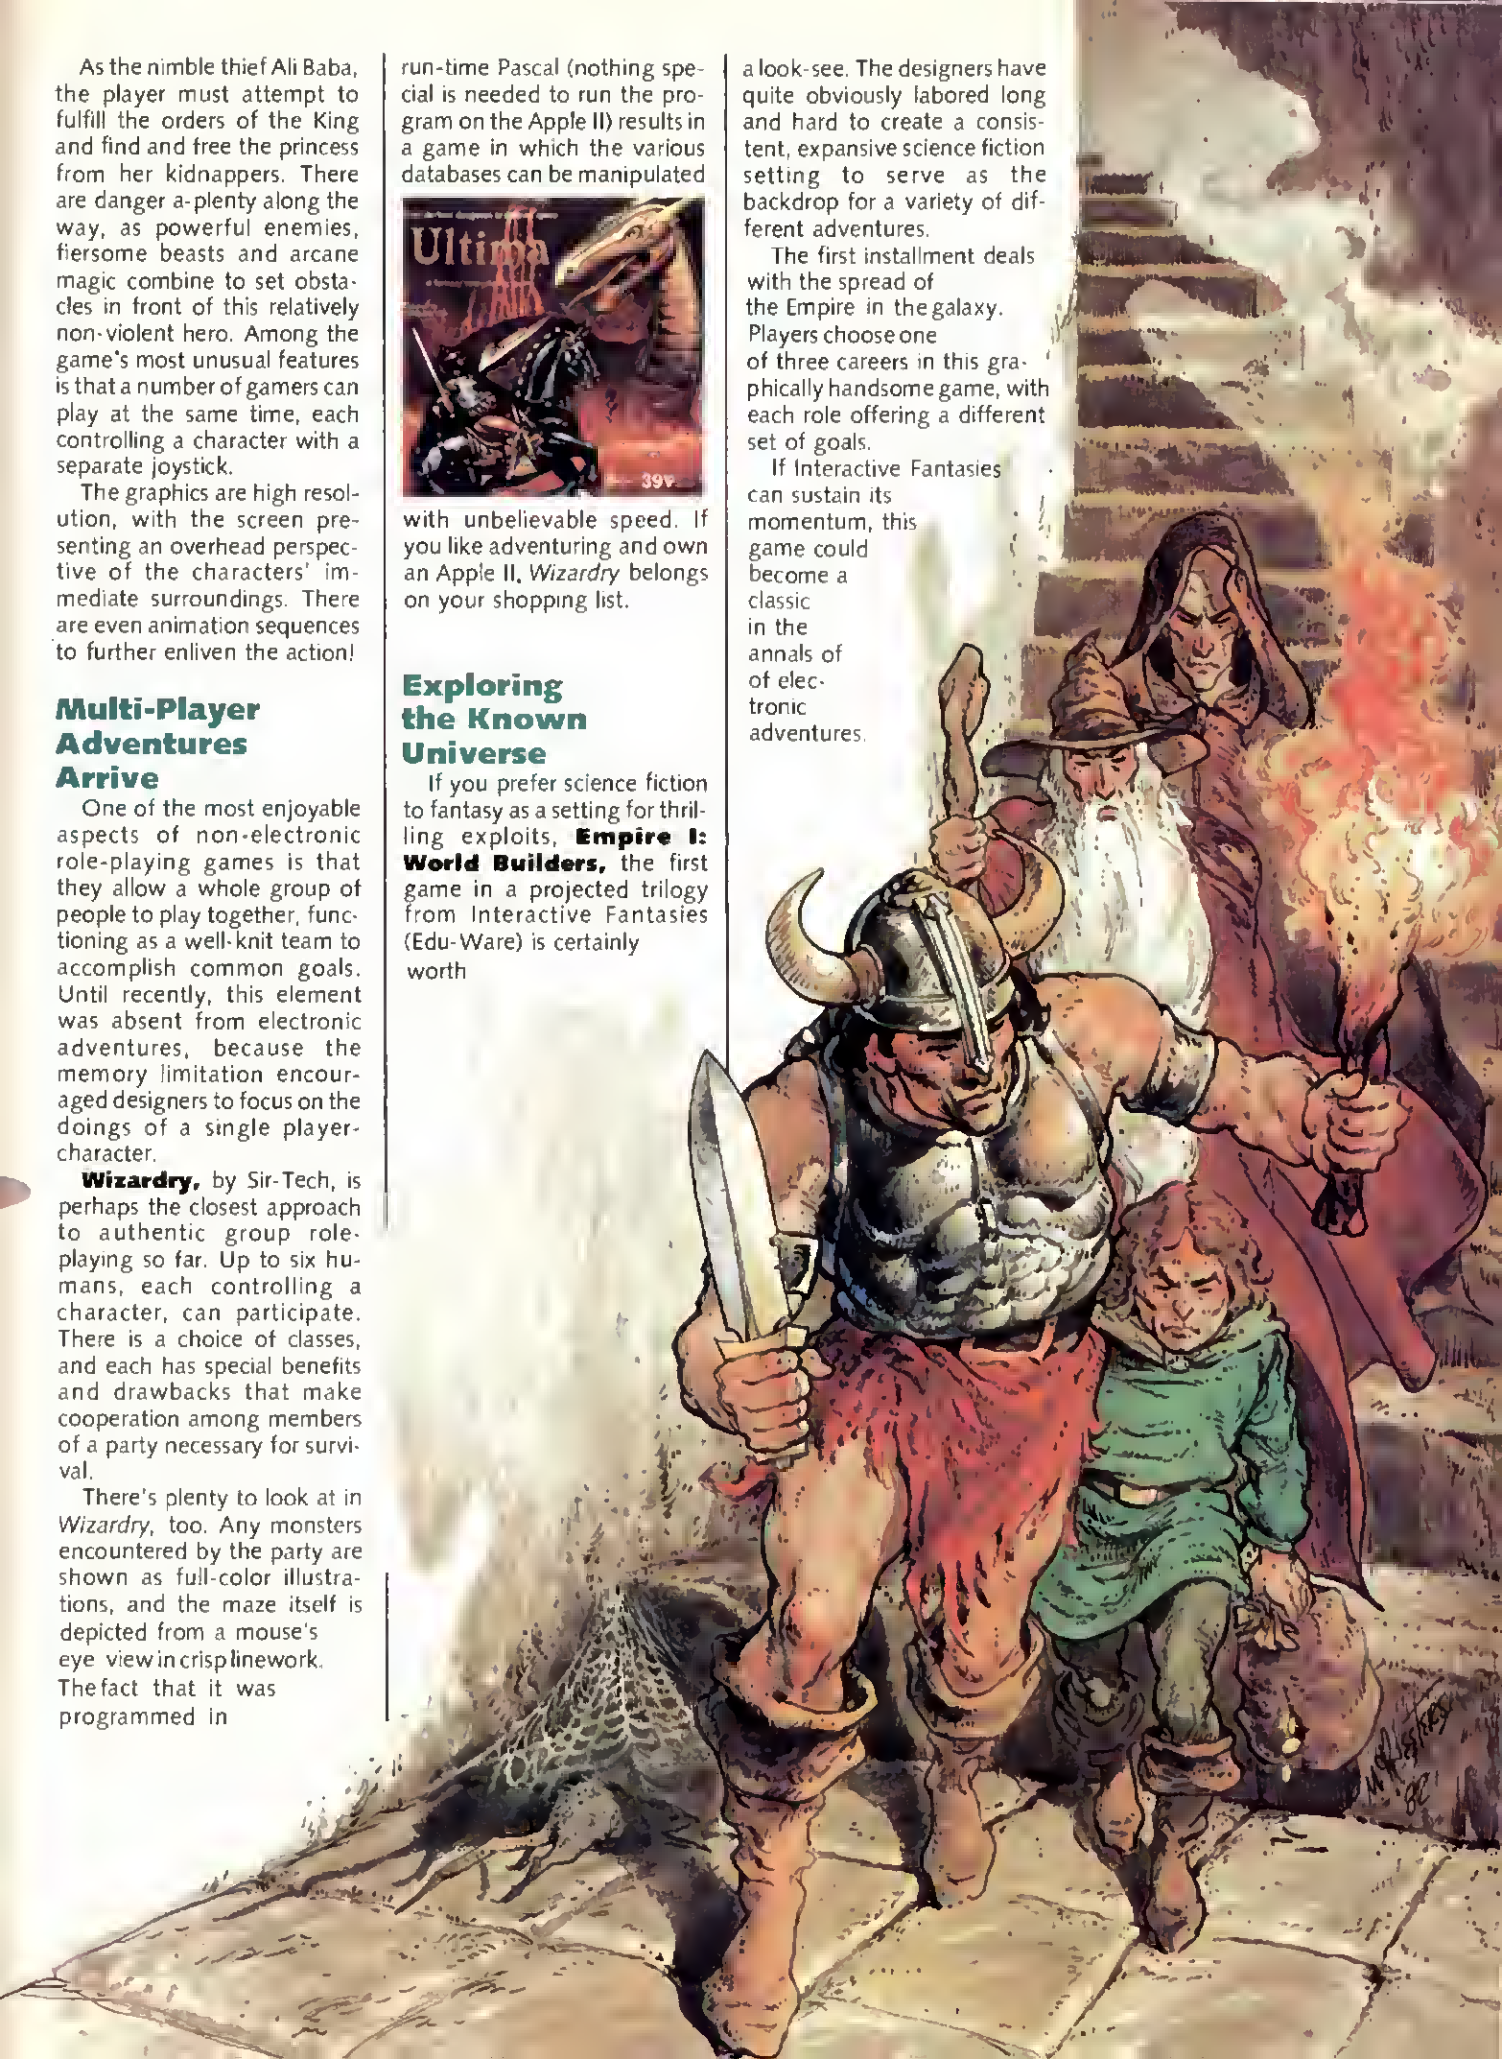 As the nimble thief Ali Baba,
the player must attempt to
fulfill the orders of the King
and find and free the princess
from her kidnappers. There
are danger a-plenty along the
way, as powerful enemies,
fiersome beasts and arcane
magic combine to set obsta-
cles in front of this relatively
non-violent hero. Among the
game's most unusual features
is that a number of gamers can
play at the same time, each
controlling a character with a
separate joystick.
The graphics are high resol-
ution, with the screen pre-
senting an overhead perspec-
tive of the characters' im-
mediate surroundings. There
are even animation sequences
to further enliven the action!
Multi-Player
Adventures
Arrive
One of the most enjoyable
aspects of non-electronic
role-playing games is that
they allow a whole group of
people to play together, func-
tioning as a well-knit team to
accomplish common goals.
Until recently, this element
was absent from electronic
adventures, because the
memory limitation encour-
aged designers to focus on the
doings of a single player-
character.
Wizardry, by Sir-Tech, is
perhaps the closest approach
to authentic group role-
playing so far. Up to six hu-
mans, each controlling a
character, can participate.
There is a choice of classes,
and each has special benefits
and drawbacks that make
cooperation among members
of a party necessary for survi-
val.
There's plenty to look at in
Wizardry, too. Any monsters
encountered by the party are
shown as full-color illustra-
tions, and the maze itself is
depicted from a mouse's
eye view in crisp linework.
The fact that it was
programmed in
run-time Pascal (nothing spe-
cial is needed to run the pro-
gram on the Apple II) results in
a game in which the various
databases can be manipulated
Ultima
with unbelievable speed. If
you like adventuring and own
an Apple II, Wizardry belongs
on your shopping list.
Exploring
the Known
Universe
If you prefer science fiction
to fantasy as a setting for thril-
ling exploits, Empire I:
World Builders, the first
game in a projected trilogy
from Interactive Fantasies
(Edu-Ware) is certainly
worth
a look-see. The designers have
quite obviously labored long
and hard to create a consis-
tent, expansive science fiction
setting to serve as the
backdrop for a variety of dif-
ferent adventures.
The first installment deals
with the spread of
the Empire in the galaxy.
Players choose one
of three careers in this gra-
phically handsome game, with
each role offering a different
set of goals.
If Interactive Fantasies
can sustain its
momentum, this
game could
become a
classic
in the
annals of
of elec-
tronic
adventures.
82